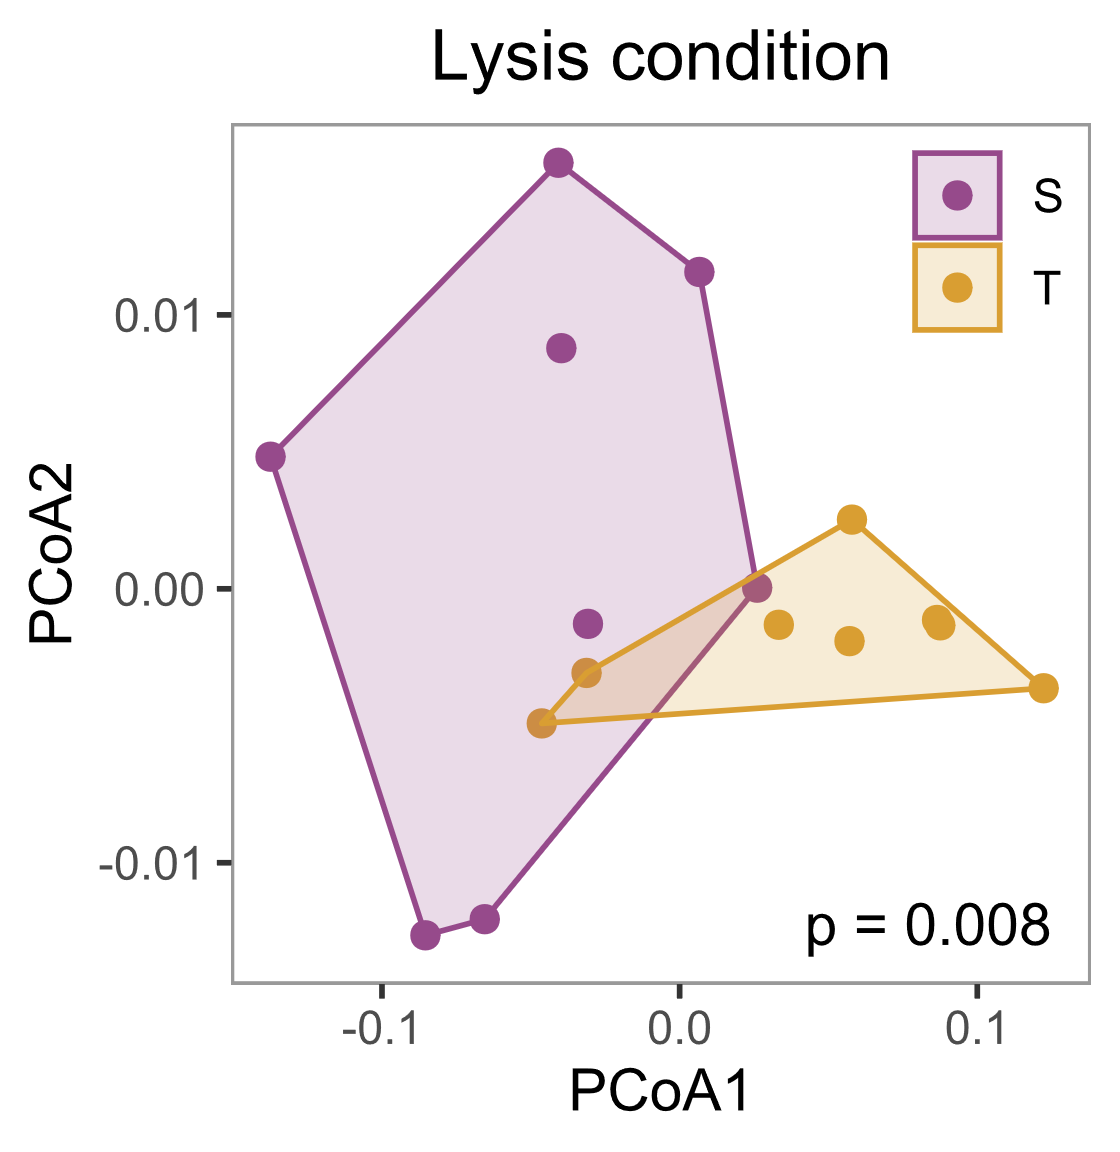 Lysis condition
S
T
0.01
0.00
-0.01
PCoA2
p = 0.008
-0.1
0.0
0.1
PCoA1